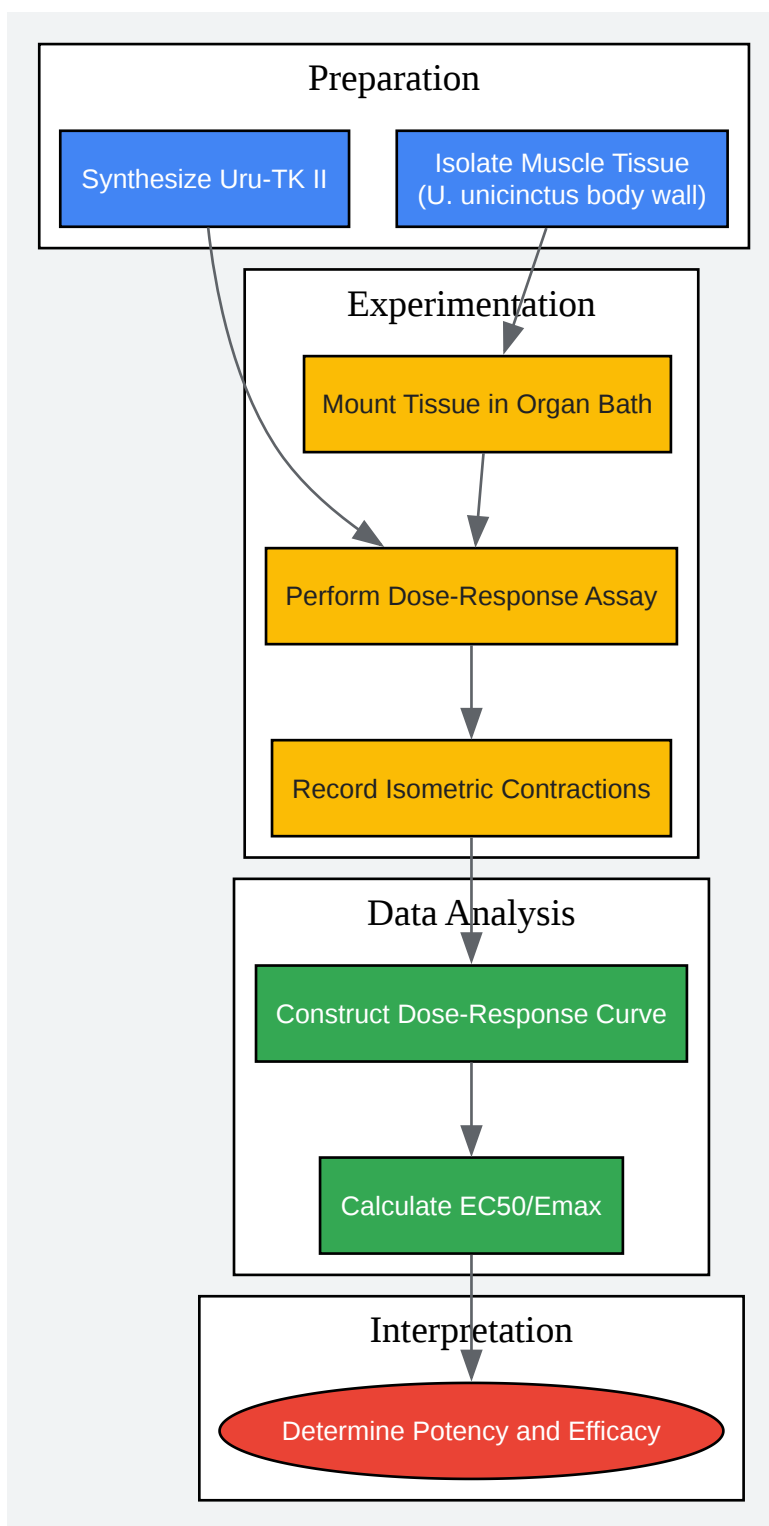 Preparation
Synthesize Uru-TK II
Isolate Muscle Tissue
(U. unicinctus body wall)
Experimentation
Mount Tissue in Organ Bath
Perform Dose-Response Assay
Record Isometric Contractions
Data Analysis
Construct Dose-Response Curve
Calculate EC50/Emax
Interpretation
Determine Potency and Efficacy